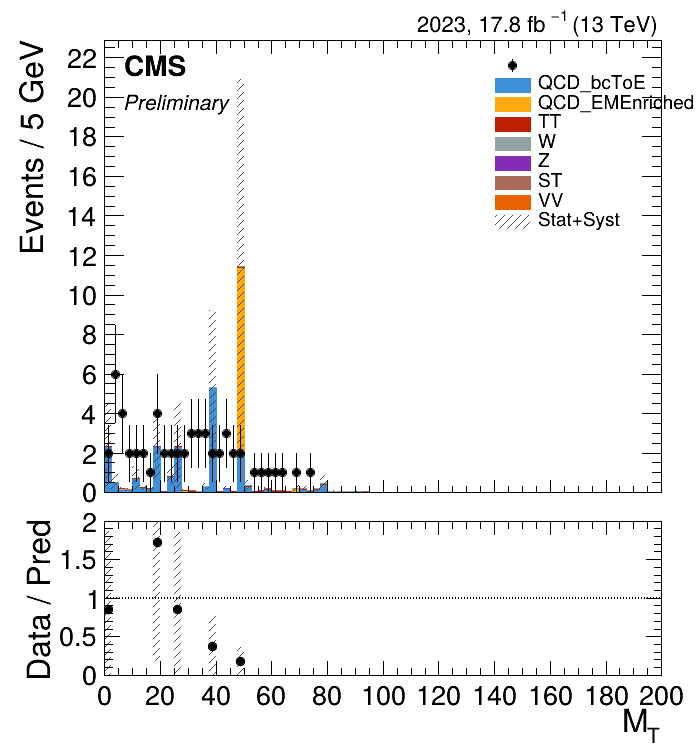 2023, 17.8 fb⁻¹ (13 TeV)
Events / 5 GeV
22
20
18
16
14
12
10
8
6
4
2
0
CMS
Preliminary
QCD_bcToE
QCD_EMEnriched
TT
W
Z
ST
VV
Stat+Syst
Data / Pred
2
1.5
1
0.5
0
0 20 40 60 80 100 120 140 160 180 200
M_T